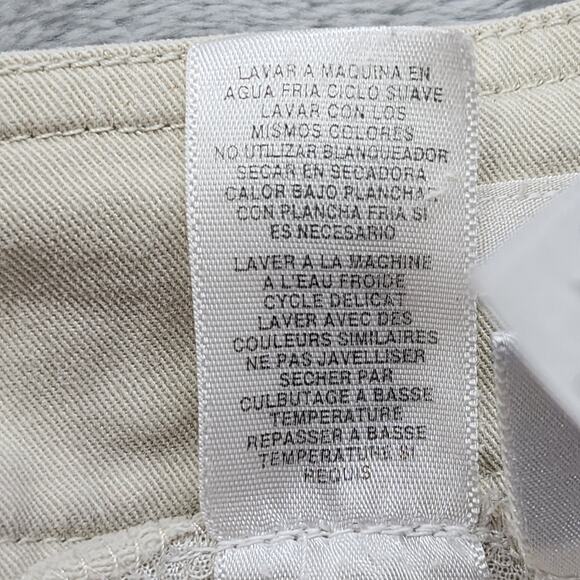 LAVAR A MAQUINA EN
AGUA FRIA CICLO SUAVE
LAVAR CON LOS
MISMOS COLORES
NO UTILIZAR BLANQUEADOR
SECAR EN SECADORA
CALOR BAJO PLANCHAR
CON PLANCHA FRIA SI
ES NECESARIO
LAVER A LA MACHINE
A L'EAU FROIDE
CYCLE DELICAT
LAVER AVEC DES
COULEURS SIMILAIRES
NE PAS JAVELLISER
SECHER PAR
CULBUTAGE A BASSE
TEMPERATURE
REPASSER A BASSE
TEMPERATURE SI
REQUIS